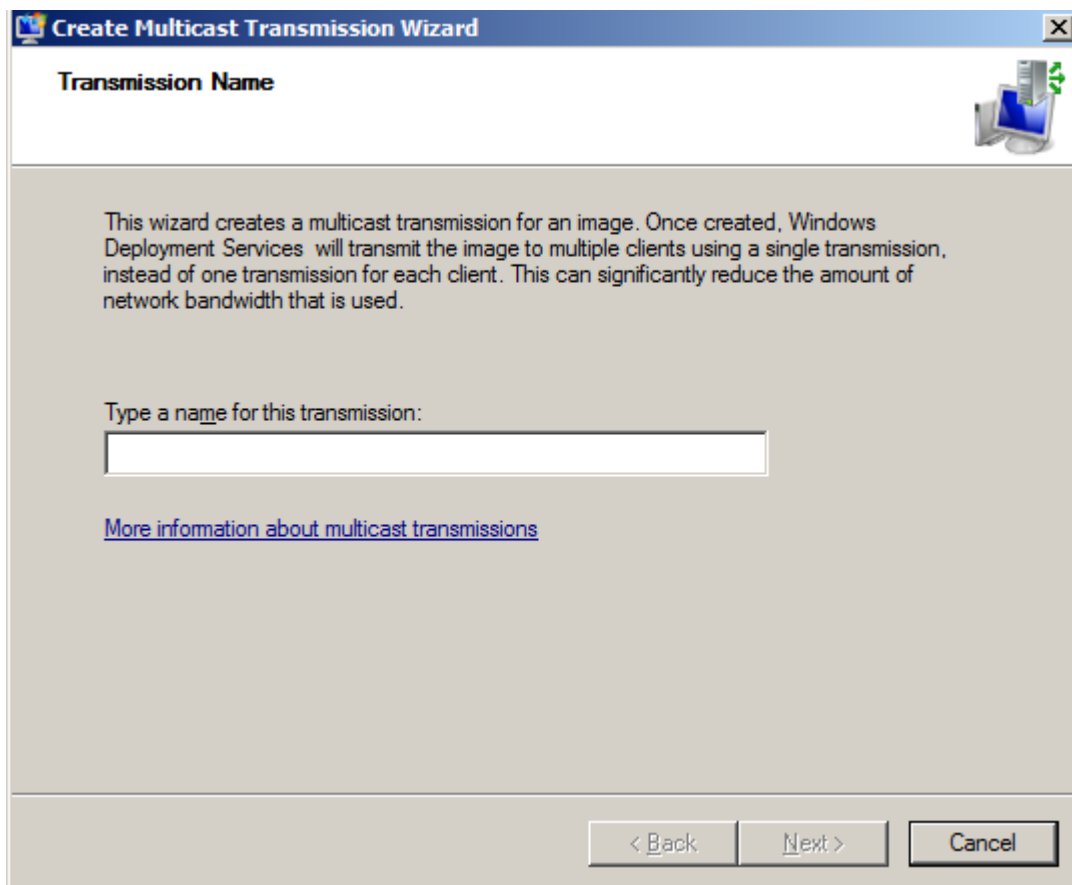 Create Multicast Transmission Wizard
Transmission Name
This wizard creates a multicast transmission for an image. Once created, Windows
Deployment Services  will transmit the image to multiple clients using a single transmission,
instead of one transmission for each client. This can significantly reduce the amount of
network bandwidth that is used.
Type a name for this transmission:
More information about multicast transmissions
< Back
Next >
Cancel